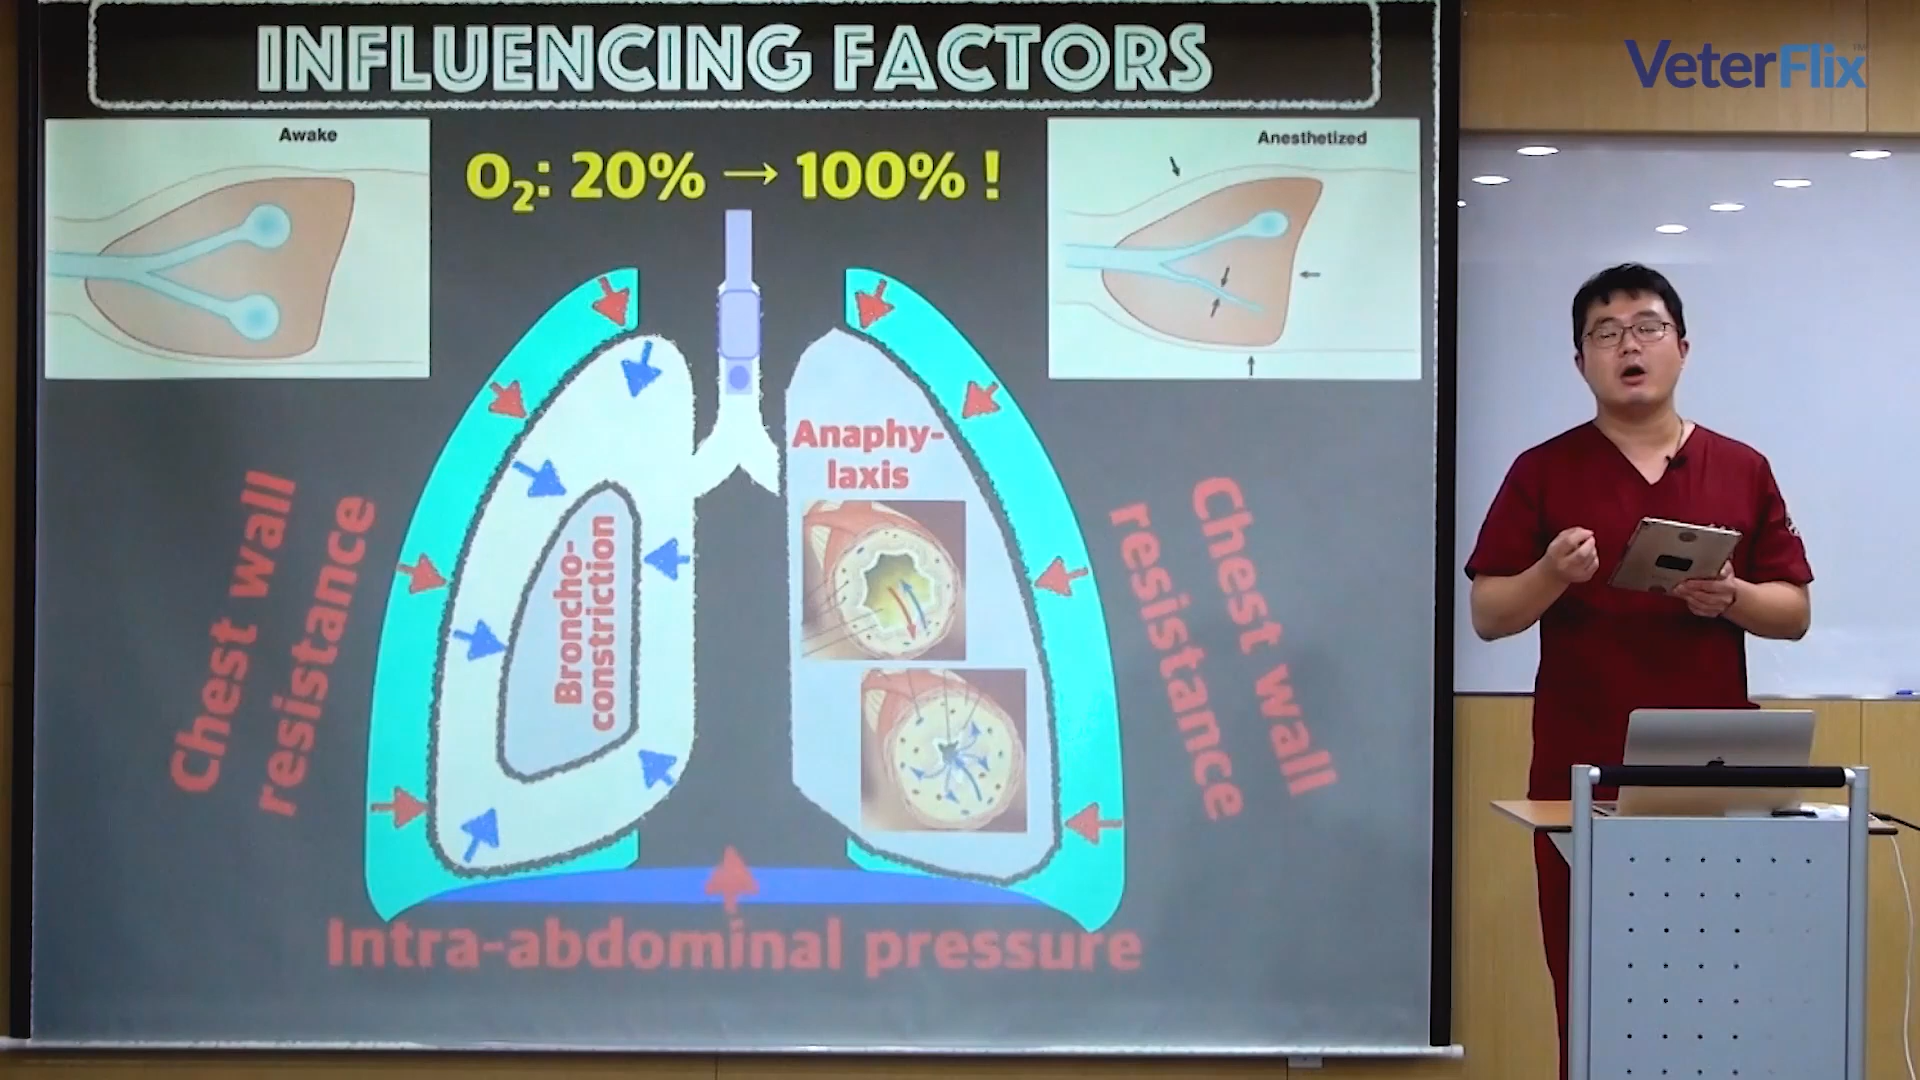 INFLUENCING FACTORS
VeterFlix™
Awake
O₂: 20% → 100% !
Anesthetized
Anaphy-
laxis
Broncho-
constriction
Chest wall
resistance
Chest wall
resistance
Intra-abdominal pressure